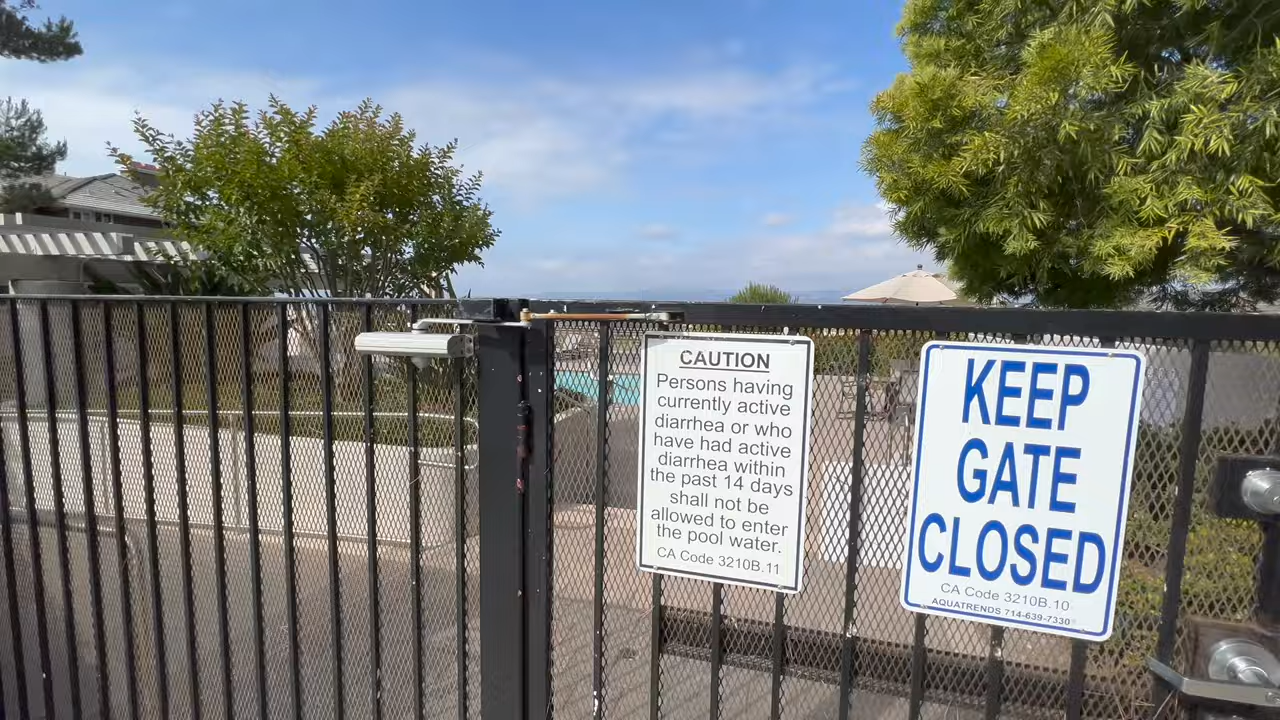 CAUTION
Persons having
currently active
diarrhea or who
have had active
diarrhea within
the past 14 days
shall not be
allowed to enter
the pool water.
CA Code 3210B.11
KEEP
GATE
CLOSED
CA Code 3210B.10
AQUATRENDS 714-639-7330